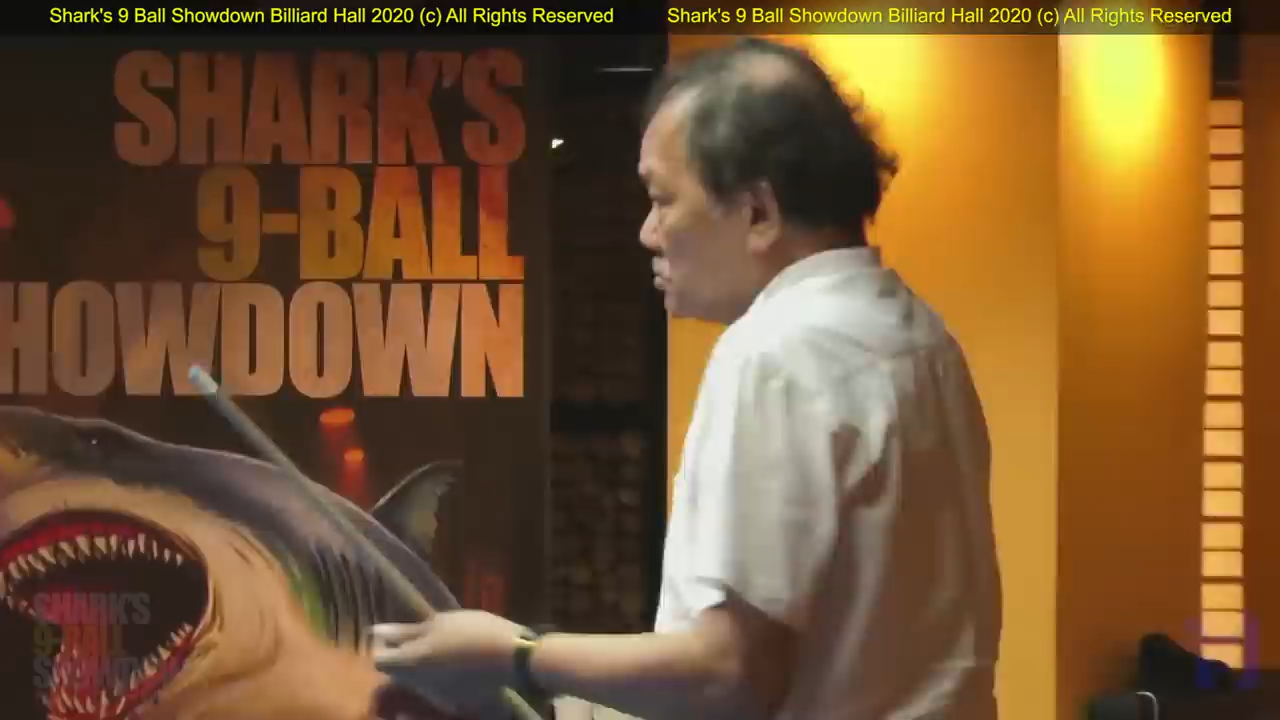 Shark's 9 Ball Showdown Billiard Hall 2020 (c) All Rights Reserved Shark's 9 Ball Showdown Billiard Hall 2020 (c) All Rights Reserved
SHARK'S
9-BALL
HOWDOWN
SHARK'S
9-BALL